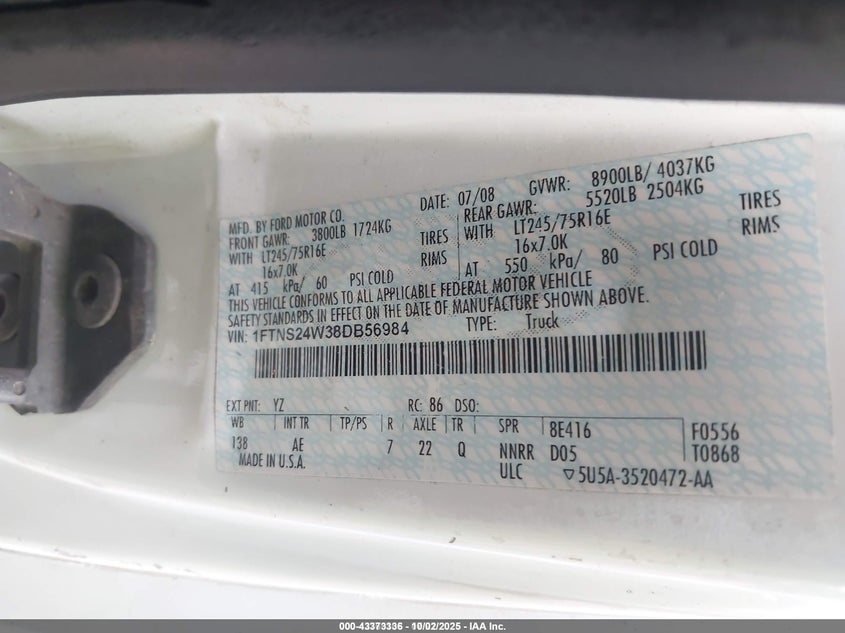 MFD. BY FORD MOTOR CO.
DATE: 07/08 GVWR: 8900LB/ 4037KG
FRONT GAWR: 3800LB 1724KG
REAR GAWR: 5520LB 2504KG
WITH LT245/75R16E TIRES
WITH LT245/75R16E TIRES
16x7.0K RIMS
16x7.0K RIMS
AT 415 kPa/ 60 PSI COLD
AT 550 kPa/ 80 PSI COLD
THIS VEHICLE CONFORMS TO ALL APPLICABLE FEDERAL MOTOR VEHICLE
SAFETY STANDARDS IN EFFECT ON THE DATE OF MANUFACTURE SHOWN ABOVE.
VIN: 1FTNS24W38DB56984 TYPE: Truck
EXT PNT: YZ RC: 86 DSO:
WB INT TR TP/PS R AXLE TR SPR 8E416 F0556
138 AE 7 22 Q NNRR D05 T0868
MADE IN U.S.A. ULC ▽5U5A-3520472-AA
000-43373336 - 10/02/2025 - IAA Inc.